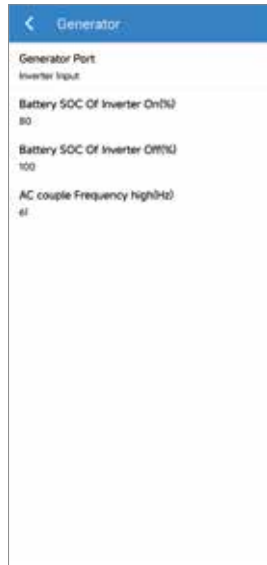 Generator
Generator Port
Inverter Input
Battery SOC Of Inverter On(%)
80
Battery SOC Of Inverter Off(%)
100
AC couple Frequency high(Hz)
61